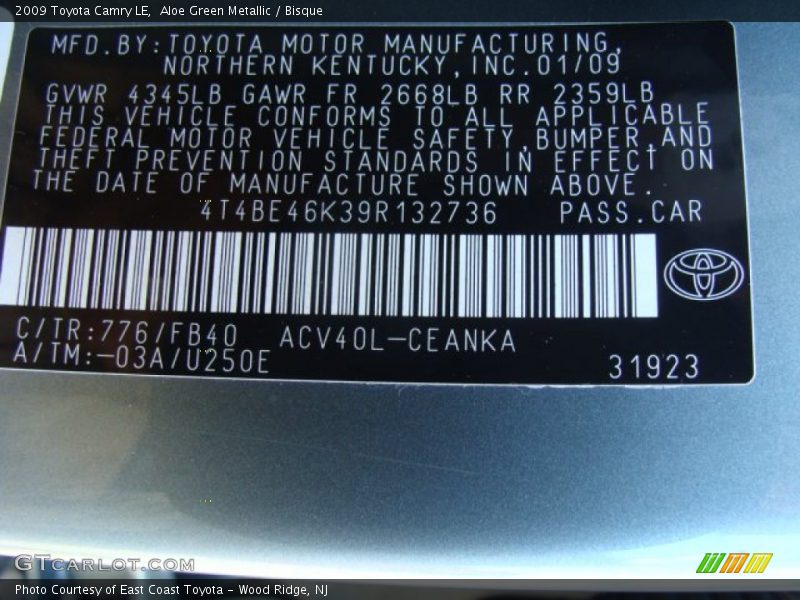 2009 Toyota Camry LE, Aloe Green Metallic / Bisque
MFD.BY:TOYOTA MOTOR MANUFACTURING,
NORTHERN KENTUCKY,INC.01/09
GVWR 4345LB GAWR FR 2668LB RR 2359LB
THIS VEHICLE CONFORMS TO ALL APPLICABLE
FEDERAL MOTOR VEHICLE SAFETY,BUMPER,AND
THEFT PREVENTION STANDARDS IN EFFECT ON
THE DATE OF MANUFACTURE SHOWN ABOVE.
4T4BE46K39R132736 PASS.CAR
C/TR:776/FB40 ACV40L-CEANKA
A/TM:-03A/U250E 31923
GTCARLOT.COM
Photo Courtesy of East Coast Toyota - Wood Ridge, NJ